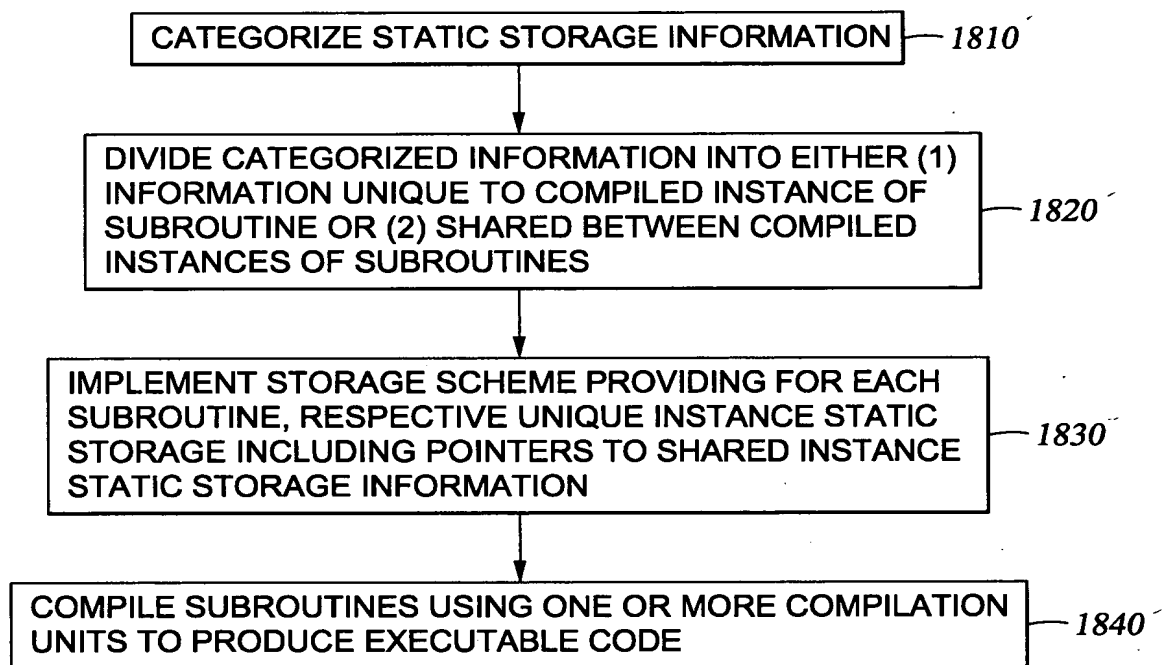 CATEGORIZE STATIC STORAGE INFORMATION
1810
DIVIDE CATEGORIZED INFORMATION INTO EITHER (1)
INFORMATION UNIQUE TO COMPILED INSTANCE OF
SUBROUTINE OR (2) SHARED BETWEEN COMPILED
INSTANCES OF SUBROUTINES
1820
IMPLEMENT STORAGE SCHEME PROVIDING FOR EACH
SUBROUTINE, RESPECTIVE UNIQUE INSTANCE STATIC
STORAGE INCLUDING POINTERS TO SHARED INSTANCE
STATIC STORAGE INFORMATION
1830
COMPILE SUBROUTINES USING ONE OR MORE COMPILATION
UNITS TO PRODUCE EXECUTABLE CODE
1840